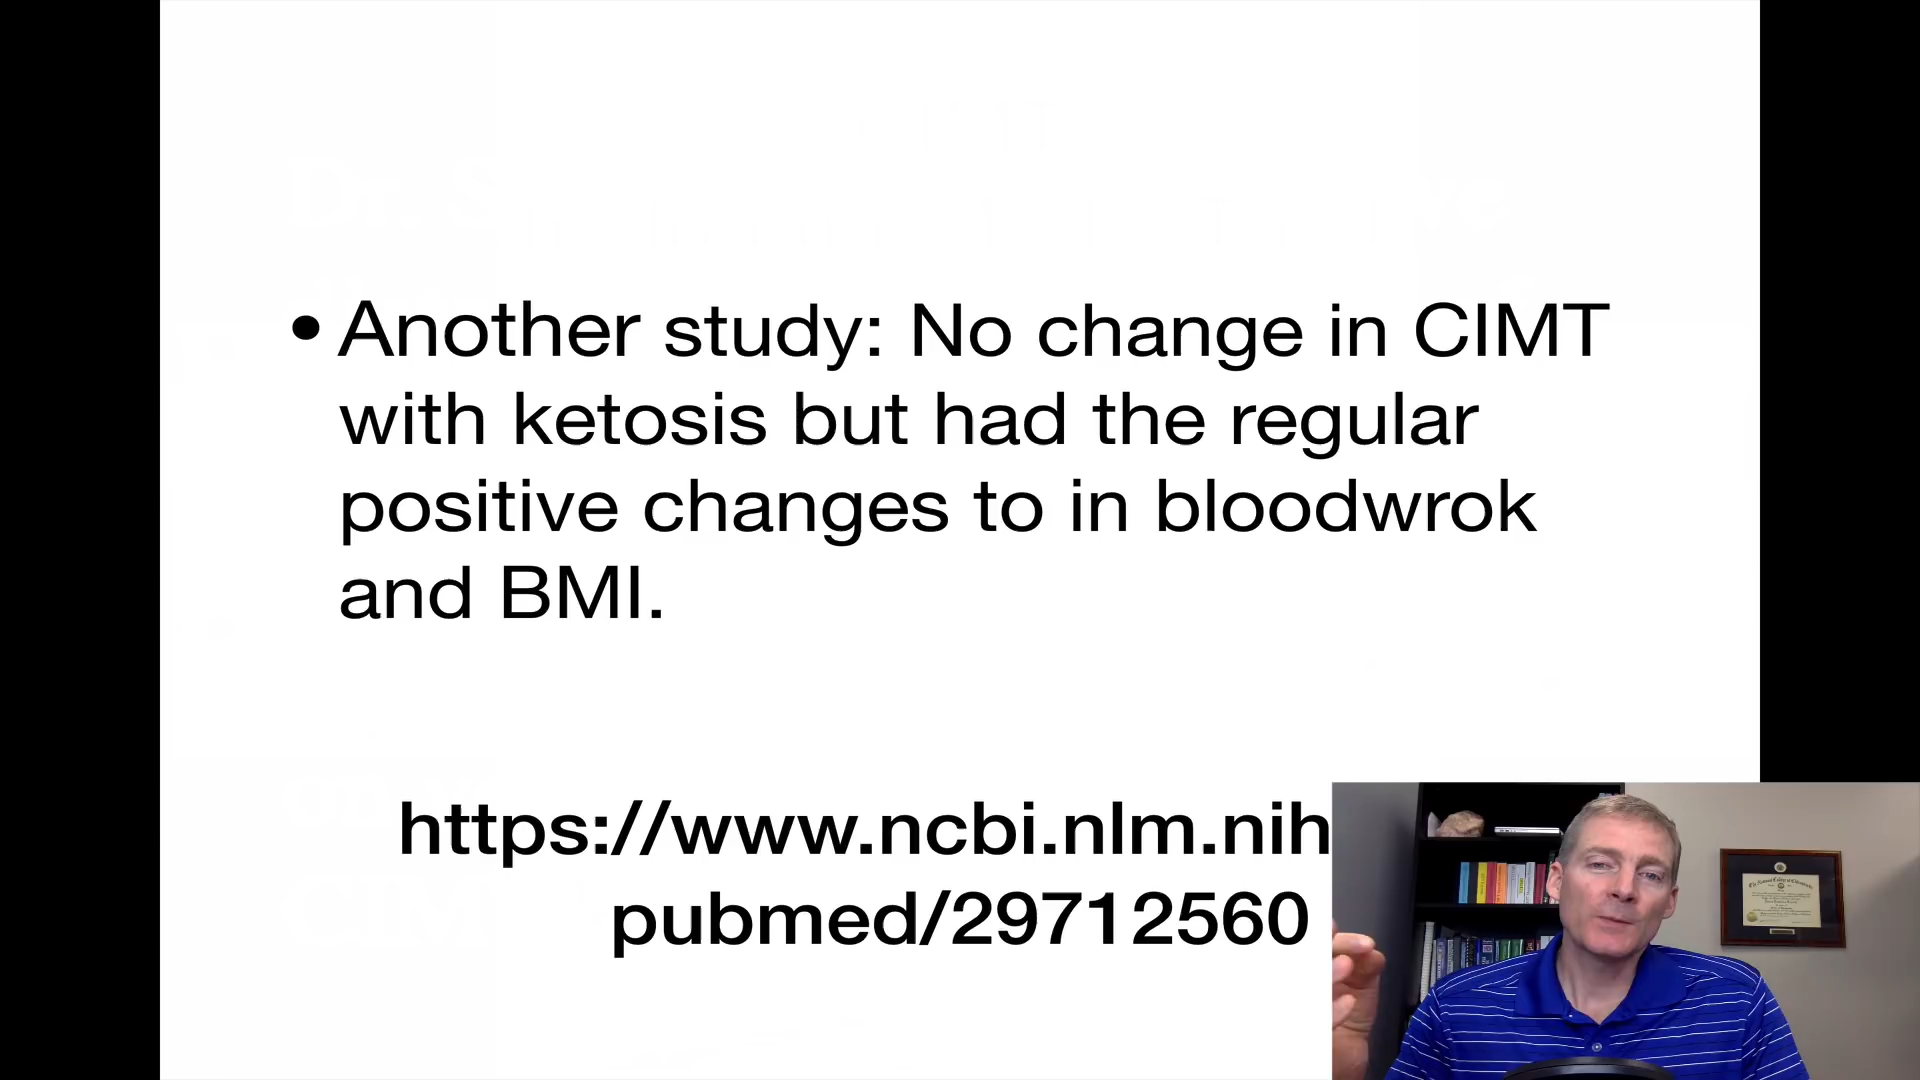 • Another study: No change in CIMT
with ketosis but had the regular
positive changes to in bloodwrok
and BMI.
https://www.ncbi.nlm.nih
pubmed/29712560